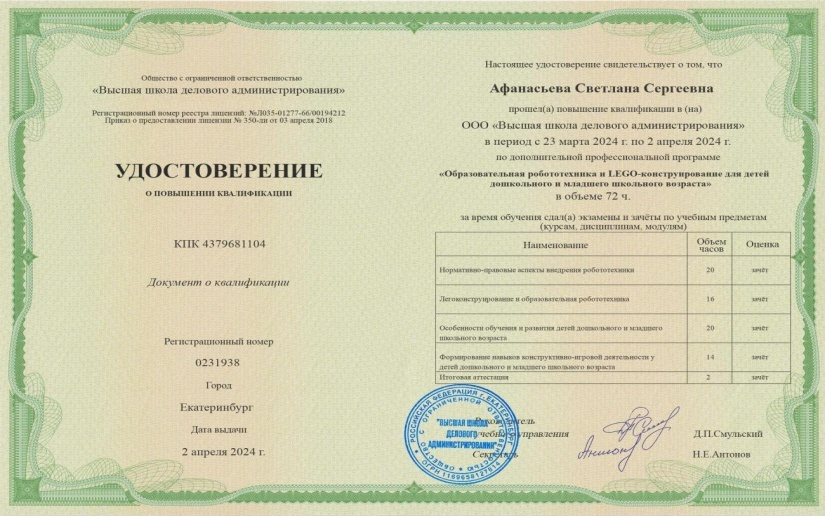 Общество с ограниченной ответственностью
«Высшая школа делового администрирования»
Регистрационный номер реестра лицензий: №Л035-01277-66/00194212
Приказ о предоставлении лицензии № 350-ли от 03 апреля 2018
УДОСТОВЕРЕНИЕ
О ПОВЫШЕНИИ КВАЛИФИКАЦИИ
КПК 4379681104
Документ о квалификации
Регистрационный номер
0231938
Город
Екатеринбург
Дата выдачи
2 апреля 2024 г.
Настоящее удостоверение свидетельствует о том, что
Афанасьева Светлана Сергеевна
прошел(а) повышение квалификации в (на)
ООО «Высшая школа делового администрирования»
в период с 23 марта 2024 г. по 2 апреля 2024 г.
по дополнительной профессиональной программе
«Образовательная робототехника и LEGO-конструирование для детей
дошкольного и младшего школьного возраста»
в объеме 72 ч.
за время обучения сдал(а) экзамены и зачёты по учебным предметам
(курсам, дисциплинам, модулям)
Наименование Объем часов Оценка
Нормативно-правовые аспекты внедрения робототехники 20 зачёт
Легоконструирование и образовательная робототехника 16 зачёт
Особенности обучения и развития детей дошкольного и младшего 20 зачёт
школьного возраста
Формирование навыков конструктивно-игровой деятельности у 14 зачёт
детей дошкольного и младшего школьного возраста
Итоговая аттестация 2 зачёт
РОССИЙСКАЯ ФЕДЕРАЦИЯ Г. ЕКАТЕРИНБУРГ
ОБЩЕСТВО С ОГРАНИЧЕННОЙ ОТВЕТСТВЕННОСТЬЮ
"ВЫСШАЯ ШКОЛА
ДЕЛОВОГО
АДМИНИСТРИРОВАНИЯ"
Руководитель
учебного управления Д.П.Смульский
Секретарь Н.Е.Антонов